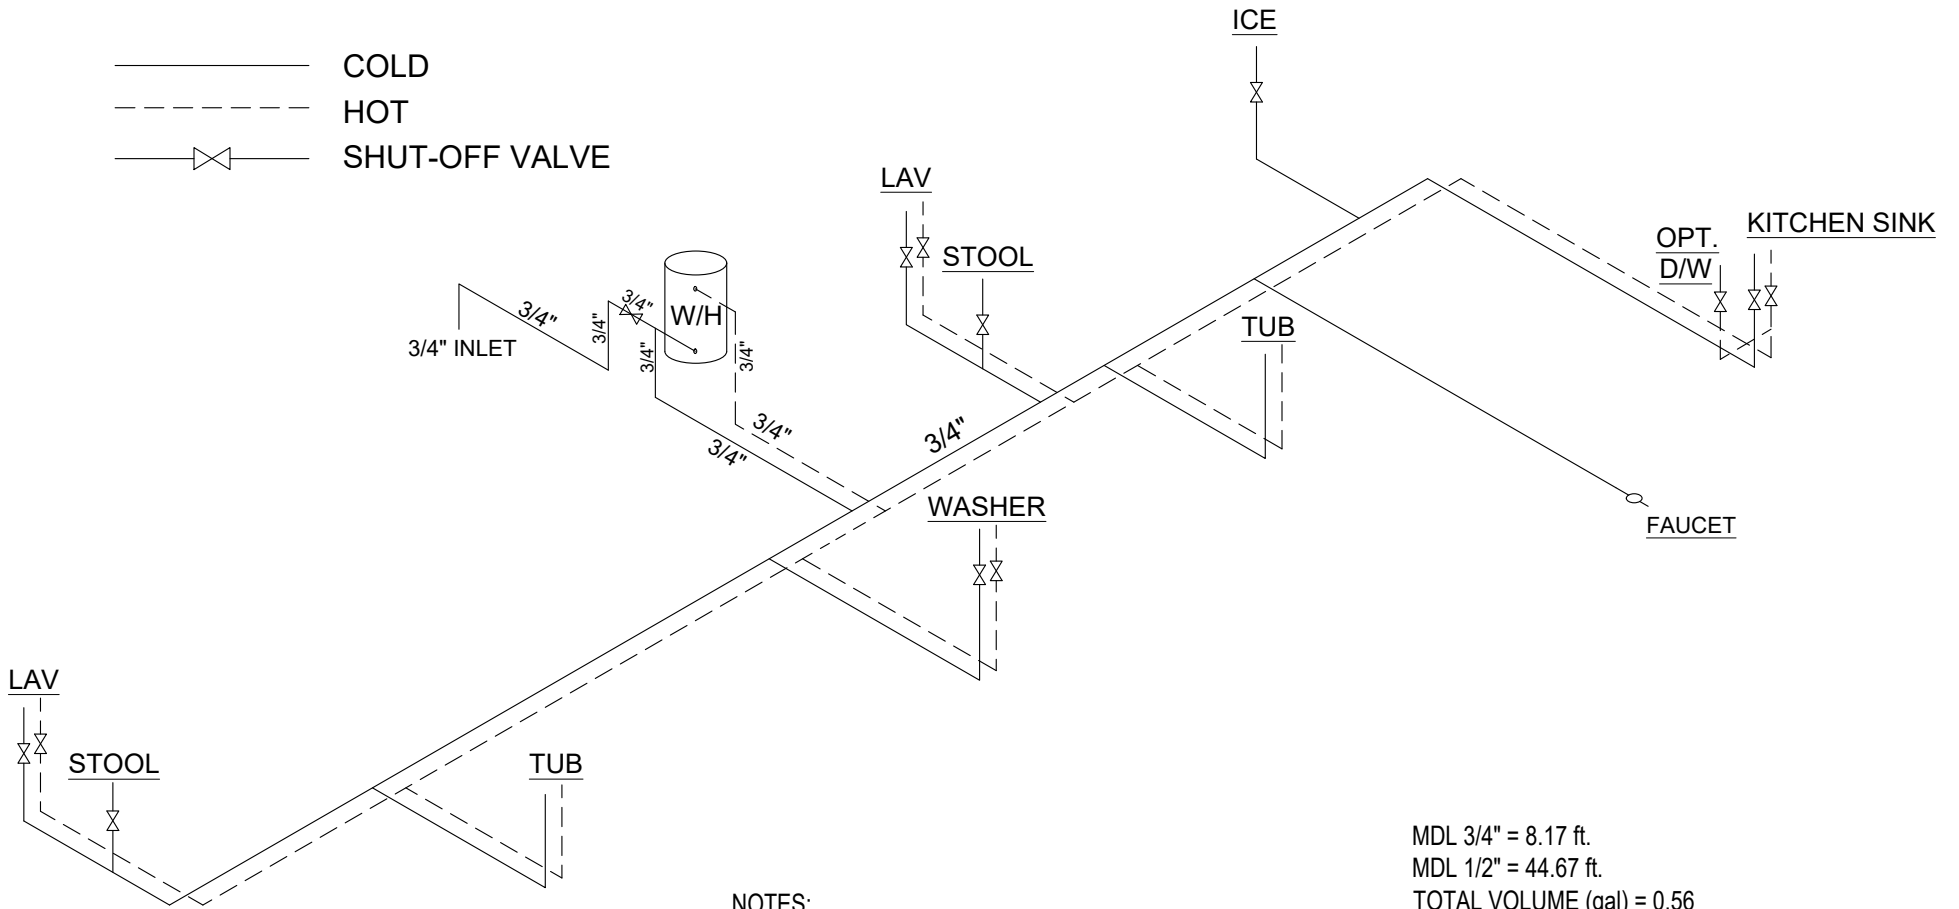 ICE
COLD
HOT
SHUT-OFF VALVE
LAV
STOOL
OPT.
D/W
KITCHEN SINK
3/4"
3/4"
3/4"
W/H
3/4" INLET
3/4"
3/4"
TUB
3/4"
3/4"
3/4"
WASHER
FAUCET
LAV
STOOL
TUB
MDL 3/4" = 8.17 ft.
MDL 1/2" = 44.67 ft.
TOTAL VOLUME (gal) = 0.56
NOTES: